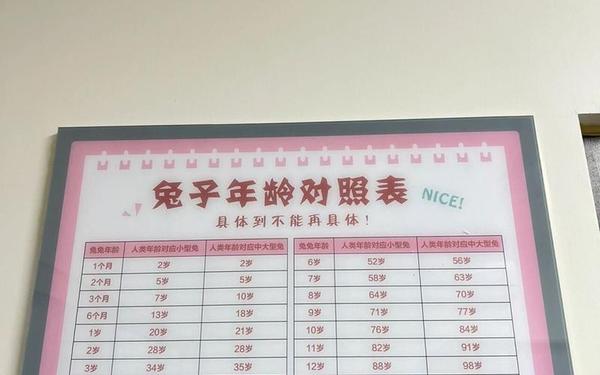 兔子年龄对照表 NICE!
具体到不能再具体!
兔兔年龄 人类年龄对应小型兔 人类年龄对应中大型兔
1个月 2岁 2岁
2个月 5岁 5岁
3个月 7岁 10岁
6个月 13岁 18岁
1岁 20岁 21岁
2岁 28岁 28岁
3岁 34岁 35岁
兔兔年龄 人类年龄对应小型兔 人类年龄对应中大型兔
6岁 52岁 56岁
7岁 58岁 63岁
8岁 64岁 70岁
9岁 71岁 77岁
10岁 76岁 84岁
11岁 82岁 91岁
12岁 88岁 98岁